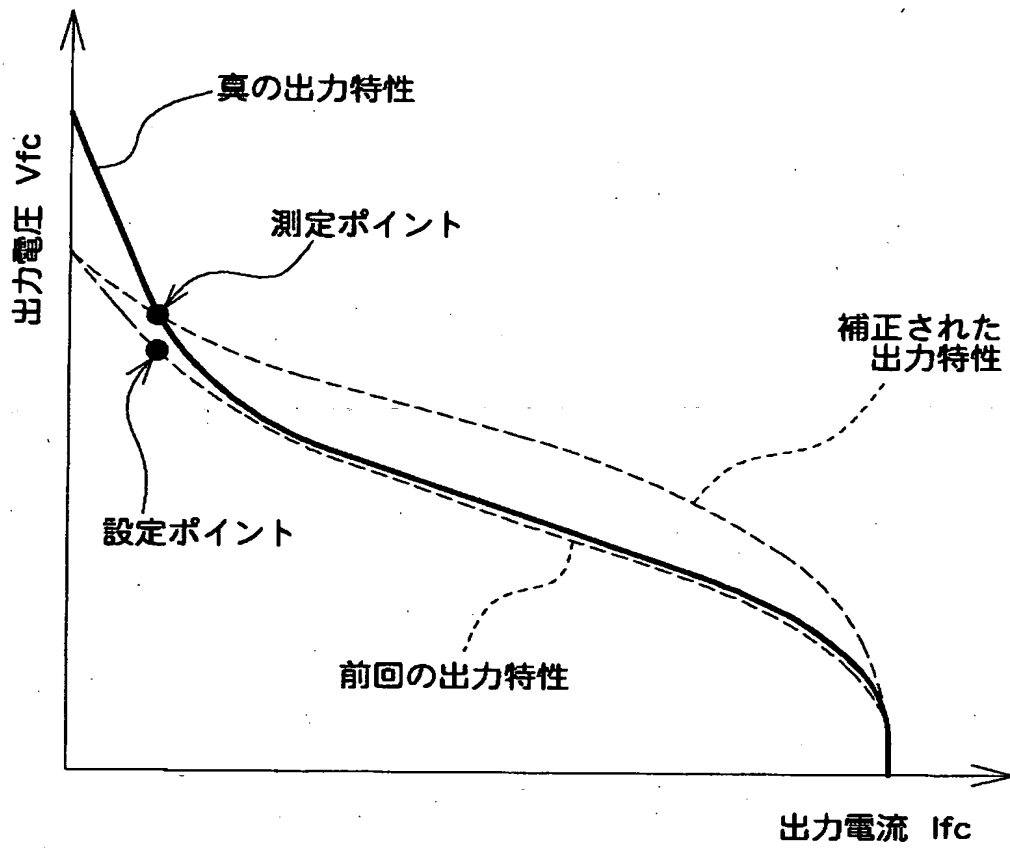 真の出力特性
出力電圧 Vfc
測定ポイント
補正された
出力特性
設定ポイント
前回の出力特性
出力電流 Ifc